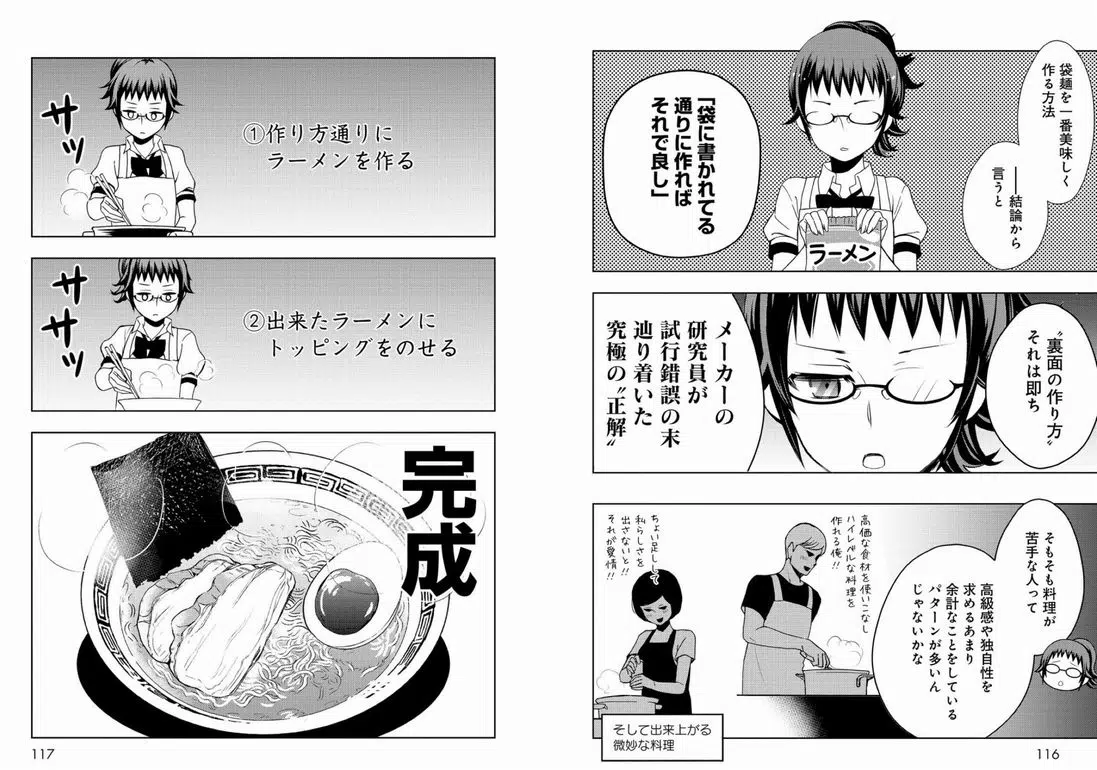 袋麺を一番美味しく
作る方法
――結論から
言うと
「袋に書かれてる
通りに作れば
それで良し」
ラーメン
〝裏面の作り方〟
それは即ち
メーカーの
研究員が
試行錯誤の末
辿り着いた
究極の〝正解〟
そもそも料理が
苦手な人って
高級感や独自性を
求めるあまり
余計なことをしている
パターンが多いん
じゃないかな
高価な食材を使いこなし
ハイレベルな料理を
作れる俺!!
ちょい足しして
私らしさを
出さないと!!
それが愛情!!
そして出来上がる
微妙な料理
116
①作り方通りに
ラーメンを作る
サッ
②出来たラーメンに
トッピングをのせる
ササッ
完成
117